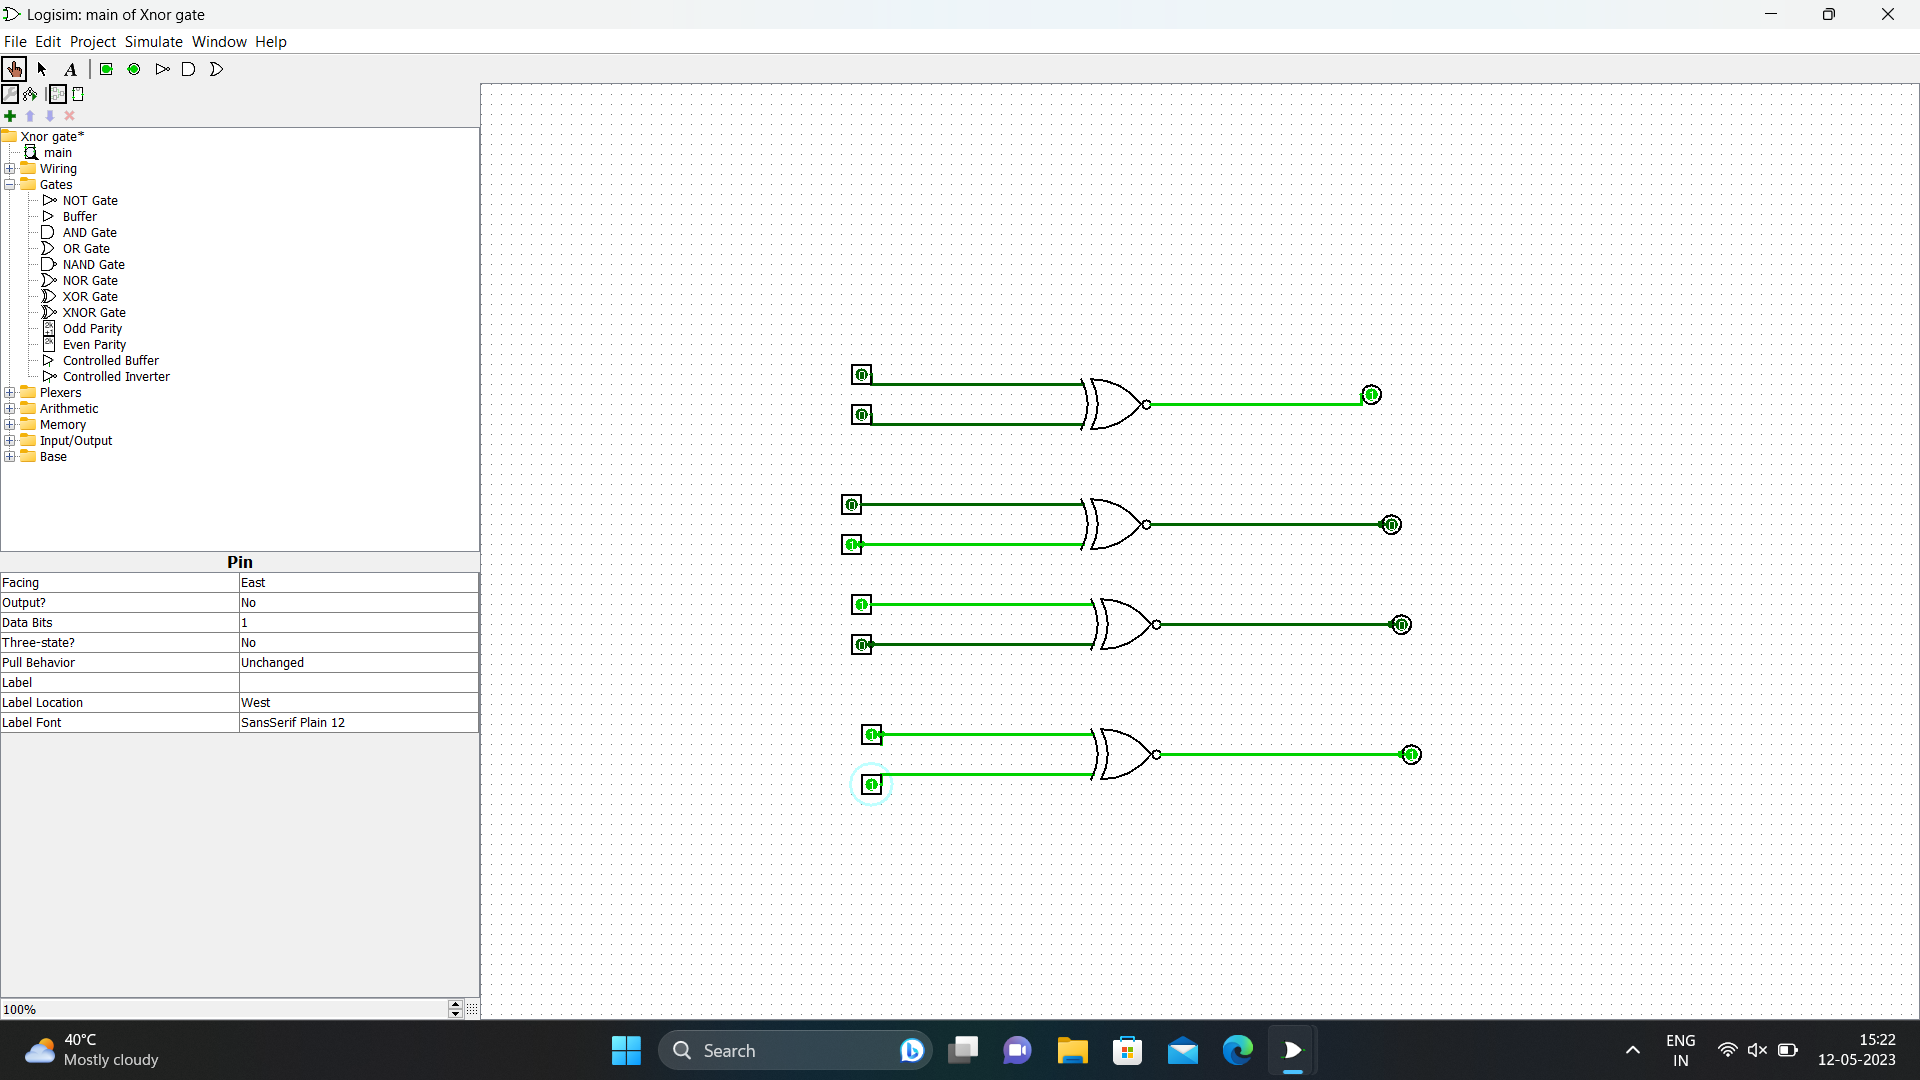 Logisim: main of Xnor gate
File Edit Project Simulate Window Help
A
Xnor gate*
main
Wiring
Gates
NOT Gate
Buffer
AND Gate
OR Gate
NAND Gate
NOR Gate
XOR Gate
XNOR Gate
Odd Parity
Even Parity
Controlled Buffer
Controlled Inverter
Plexers
Arithmetic
Memory
Input/Output
Base
Pin
Facing East
Output? No
Data Bits 1
Three-state? No
Pull Behavior Unchanged
Label
Label Location West
Label Font SansSerif Plain 12
100%
0
0
1
0
1
0
1
0
0
1
1
1
40°C
Mostly cloudy
Search
ENG
IN
15:22
12-05-2023